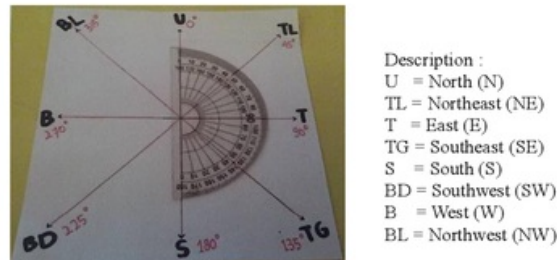 U
0°
BL
315°
TL
45°
B
270°
T
90°
BD
225°
S
180°
TG
135°
Description :
U = North (N)
TL = Northeast (NE)
T = East (E)
TG = Southeast (SE)
S = South (S)
BD = Southwest (SW)
B = West (W)
BL = Northwest (NW)